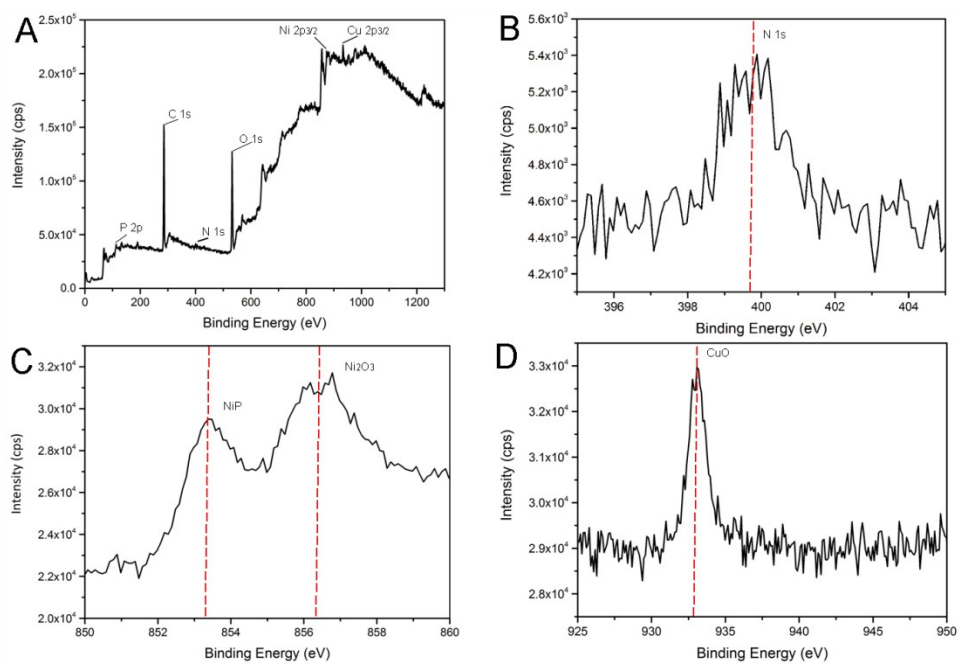 A
Ni 2p3/2
Cu 2p3/2
C 1s
O 1s
P 2p
N 1s
2.5x10⁵
2.0x10⁵
1.5x10⁵
1.0x10⁵
5.0x10⁴
0.0
Intensity (cps)
0 200 400 600 800 1000 1200
Binding Energy (eV)
B
N 1s
5.6x10³
5.4x10³
5.2x10³
5.0x10³
4.8x10³
4.6x10³
4.4x10³
4.2x10³
Intensity (cps)
396 398 400 402 404
Binding Energy (eV)
C
NiP
Ni2O3
3.2x10⁴
3.0x10⁴
2.8x10⁴
2.6x10⁴
2.4x10⁴
2.2x10⁴
2.0x10⁴
Intensity (cps)
850 852 854 856 858 860
Binding Energy (eV)
D
CuO
3.3x10⁴
3.2x10⁴
3.1x10⁴
3.0x10⁴
2.9x10⁴
2.8x10⁴
Intensity (cps)
925 930 935 940 945 950
Binding Energy (eV)